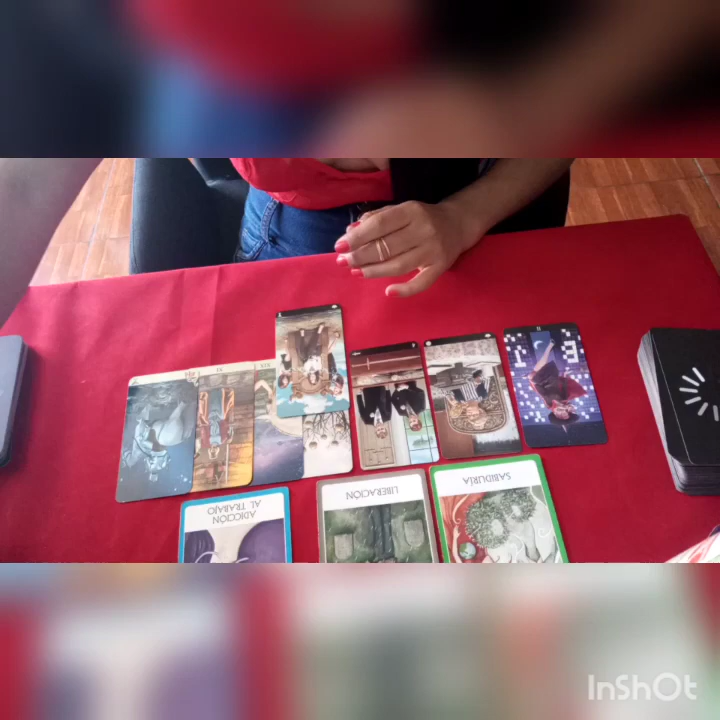 SABIDURÍA
LIBERACIÓN
ADICCIÓN
AL TRABAJO
InShOt